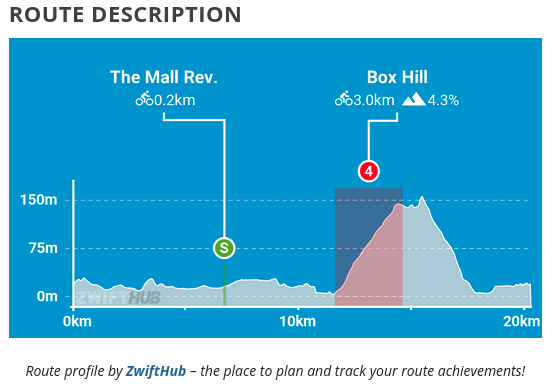 ROUTE DESCRIPTION
The Mall Rev.
0.2km
Box Hill
3.0km 4.3%
4
150m
S
75m
0m
ZWIFTHUB
0km 10km 20km
Route profile by ZwiftHub – the place to plan and track your route achievements!